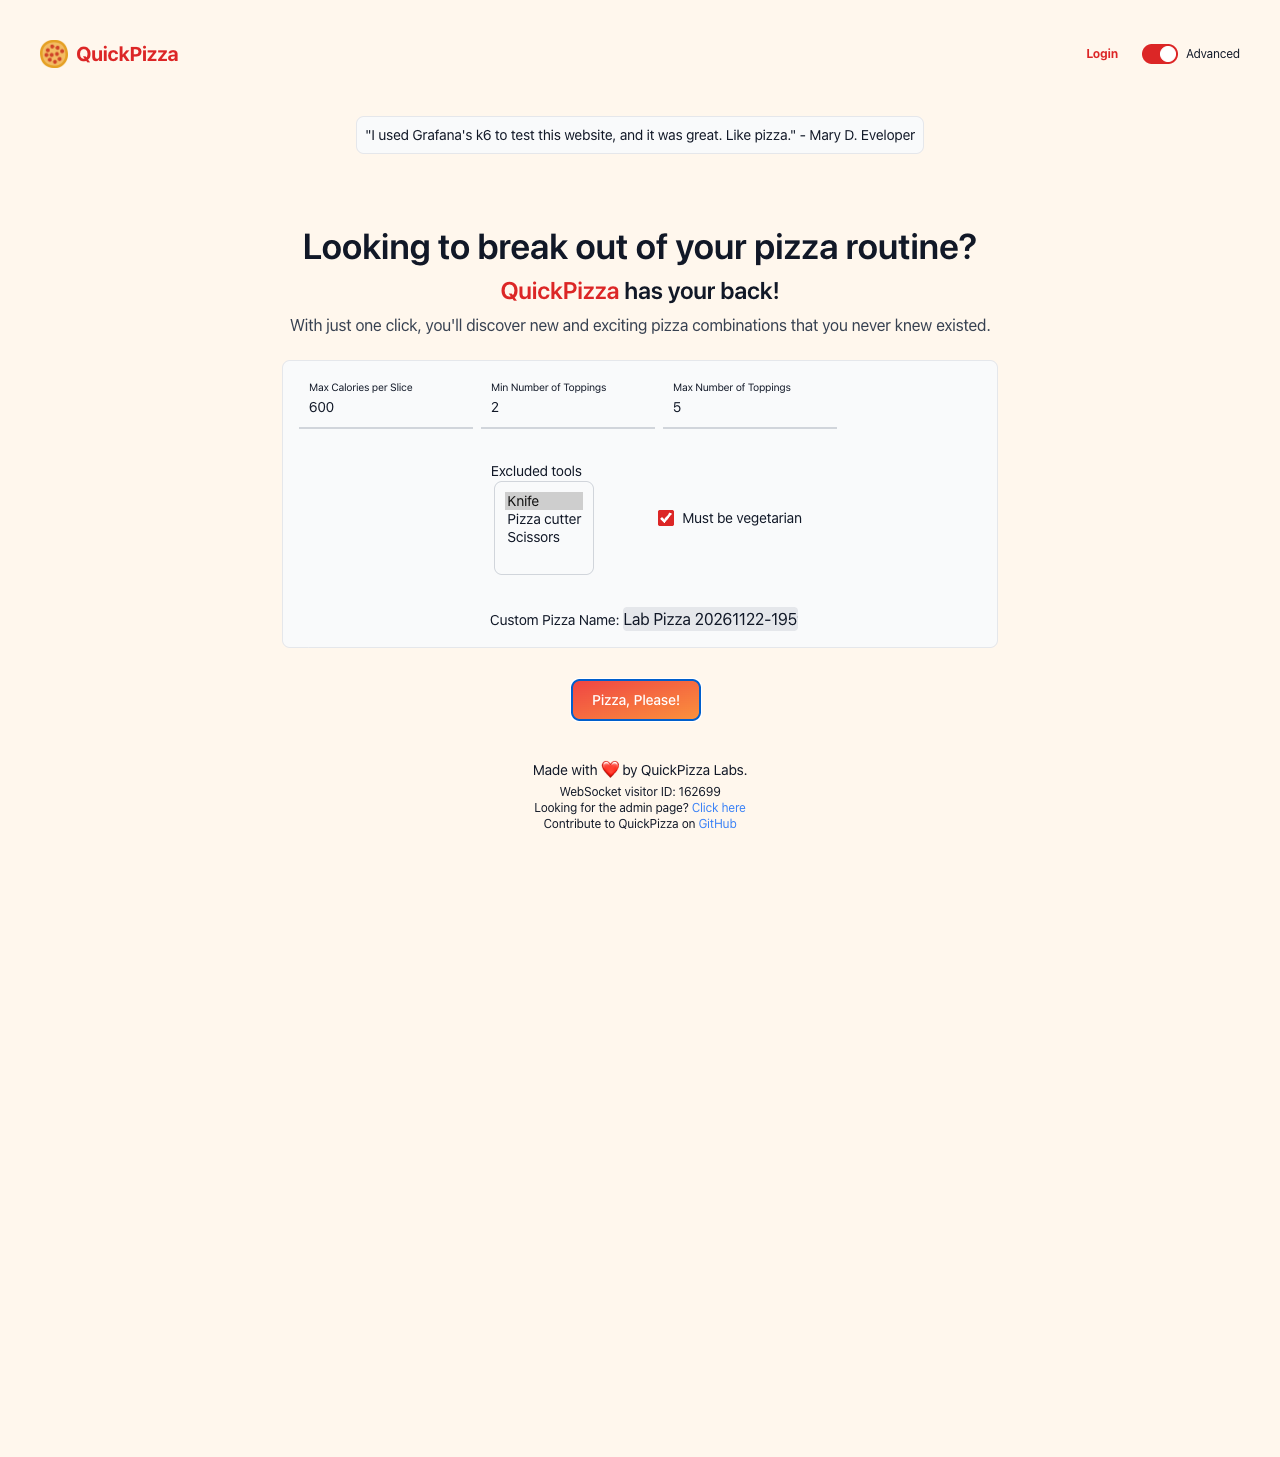 QuickPizza
Login
Advanced
"I used Grafana's k6 to test this website, and it was great. Like pizza." - Mary D. Eveloper
Looking to break out of your pizza routine?
QuickPizza has your back!
With just one click, you'll discover new and exciting pizza combinations that you never knew existed.
Max Calories per Slice
600
Min Number of Toppings
2
Max Number of Toppings
5
Excluded tools
Knife
Pizza cutter
Scissors
Must be vegetarian
Custom Pizza Name: Lab Pizza 20261122-195
Pizza, Please!
Made with ❤️ by QuickPizza Labs.
WebSocket visitor ID: 162699
Looking for the admin page? Click here
Contribute to QuickPizza on GitHub